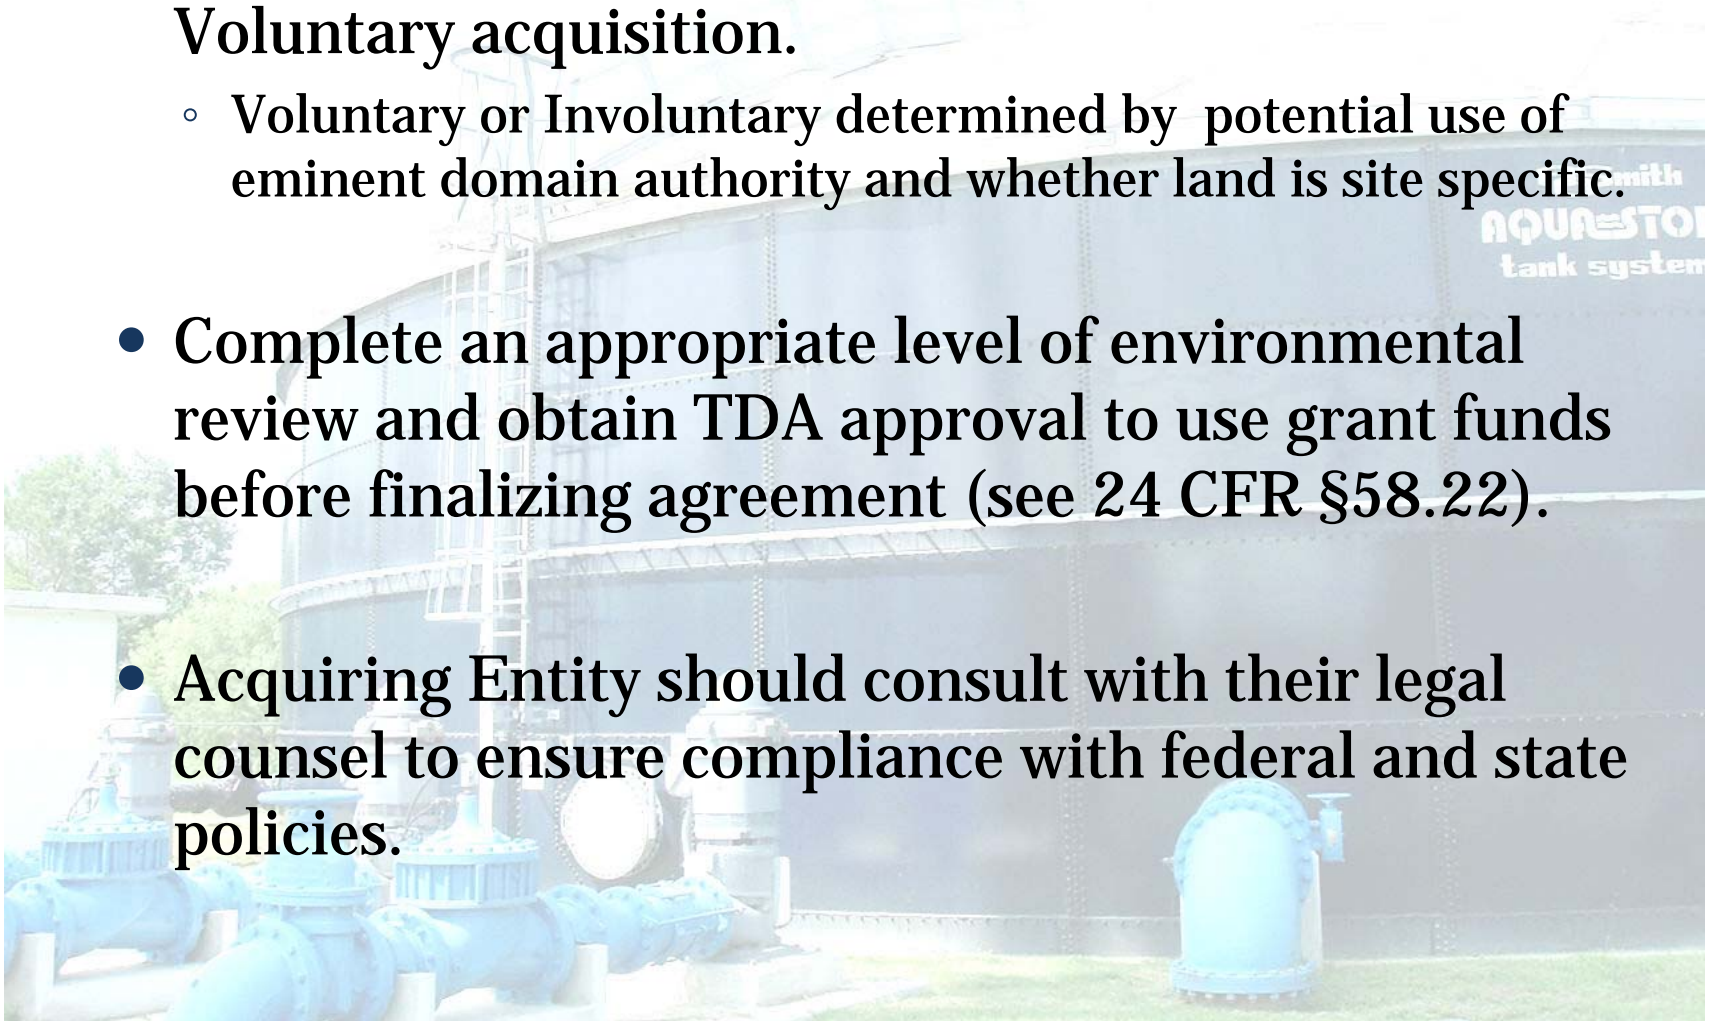 Voluntary acquisition.
◦ Voluntary or Involuntary determined by potential use of
eminent domain authority and whether land is site specific.
mith
tank system
• Complete an appropriate level of environmental
review and obtain TDA approval to use grant funds
before finalizing agreement (see 24 CFR §58.22).
• Acquiring Entity should consult with their legal
counsel to ensure compliance with federal and state
policies.